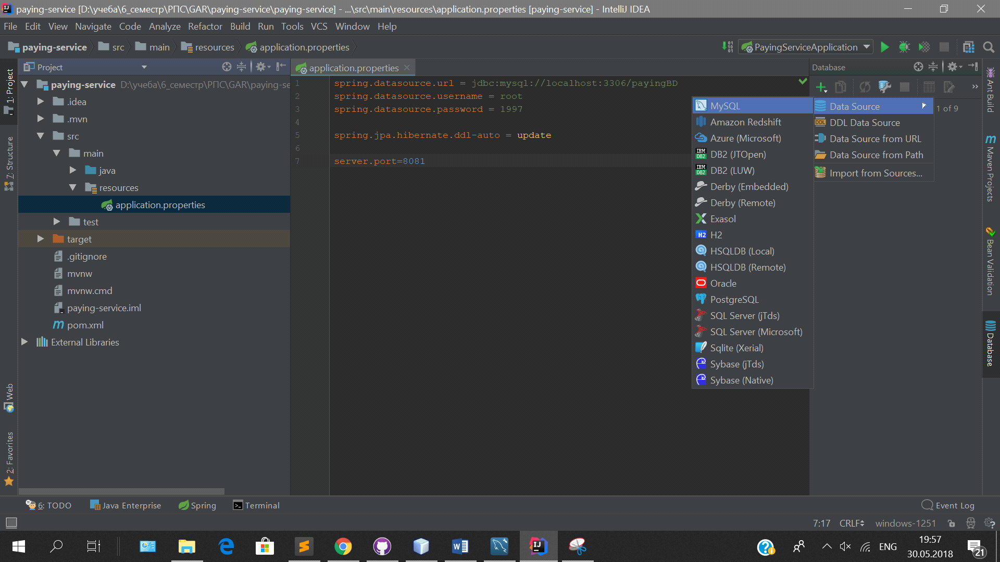 paying-service [D:\учеба\6_семестр\РПС\GAR\paying-service\paying-service] - ...\src\main\resources\application.properties [paying-service] - IntelliJ IDEA
File Edit View Navigate Code Analyze Refactor Build Run Tools VCS Window Help
paying-service src main resources application.properties PayingServiceApplication
Project
application.properties
Database
1: Project
7: Structure
Web
2: Favorites
paying-service D:\учеба\6_семестр\РПС\GAR\paying-se
.idea
.mvn
src
main
java
resources
application.properties
test
target
.gitignore
mvnw
mvnw.cmd
paying-service.iml
pom.xml
External Libraries
1 spring.datasource.url = jdbc:mysql://localhost:3306/payingBD
2 spring.datasource.username = root
3 spring.datasource.password = 1997
4
5 spring.jpa.hibernate.ddl-auto = update
6
7 server.port=8081
MySQL
Amazon Redshift
Azure (Microsoft)
DB2 (JTOpen)
DB2 (LUW)
Derby (Embedded)
Derby (Remote)
Exasol
H2
HSQLDB (Local)
HSQLDB (Remote)
Oracle
PostgreSQL
SQL Server (jTds)
SQL Server (Microsoft)
Sqlite (Xerial)
Sybase (jTds)
Sybase (Native)
Data Source
DDL Data Source
Data Source from URL
Data Source from Path
Import from Sources...
1 of 9
Ant Build
Maven Projects
Bean Validation
Database
6: TODO Java Enterprise Spring Terminal Event Log
7:17 CRLF windows-1251
ENG
19:57
30.05.2018
21